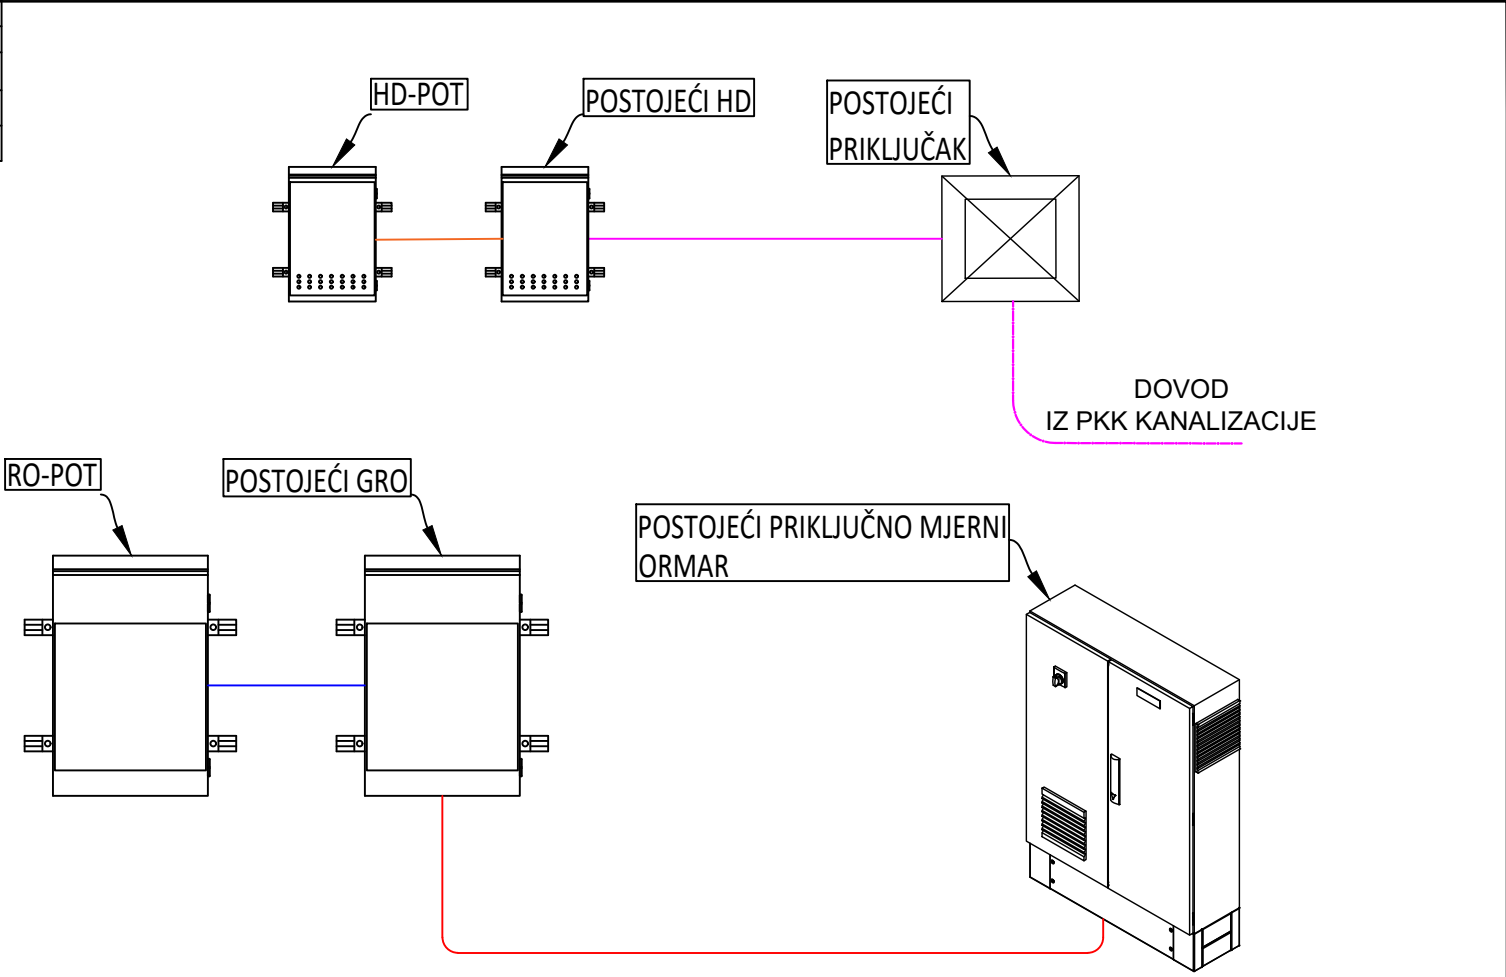 HD-POT
POSTOJEĆI HD
POSTOJEĆI
PRIKLJUČAK
DOVOD
IZ PKK KANALIZACIJE
RO-POT
POSTOJEĆI GRO
POSTOJEĆI PRIKLJUČNO MJERNI
ORMAR